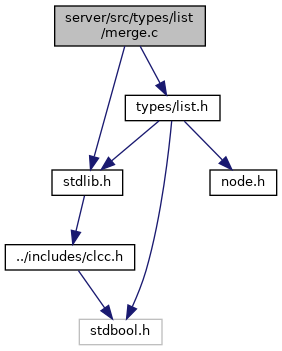 server/src/types/list
/merge.c
types/list.h
stdlib.h
node.h
../includes/clcc.h
stdbool.h